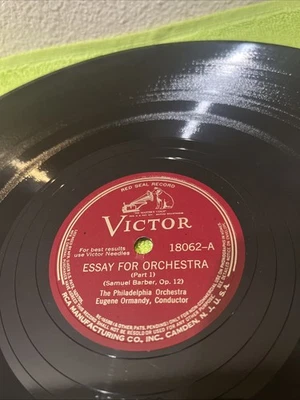 RED SEAL RECORD
VICTOR
For best results
use Victor Needles
18062-A
ESSAY FOR ORCHESTRA
(Part 1)
(Samuel Barber, Op. 12)
The Philadelphia Orchestra
Eugene Ormandy, Conductor
RCA MANUFACTURING CO., INC., CAMDEN, N. J., U. S. A.